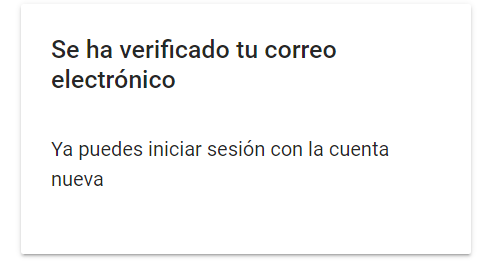 Se ha verificado tu correo
electrónico
Ya puedes iniciar sesión con la cuenta
nueva